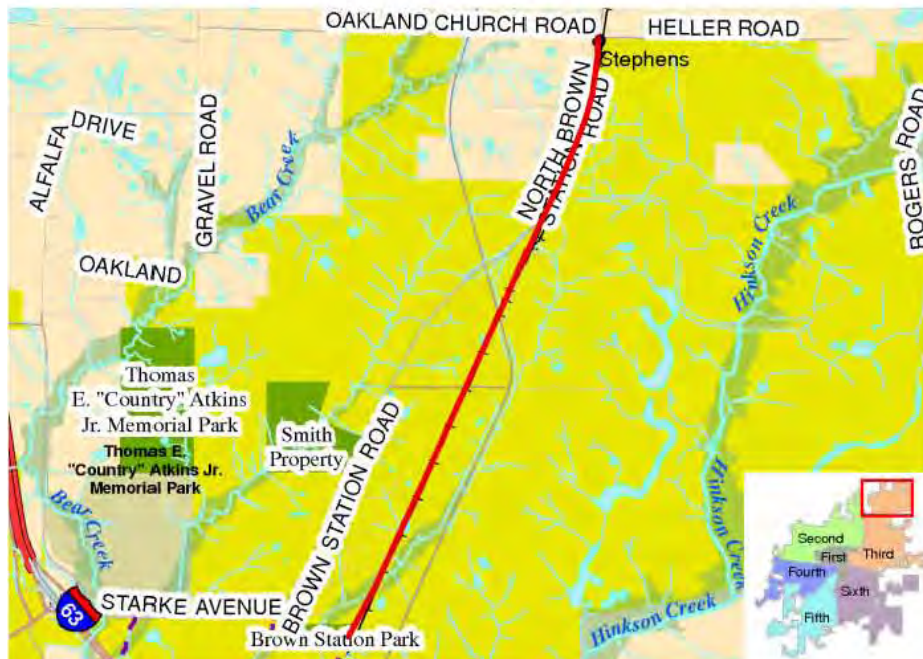 OAKLAND CHURCH ROAD
HELLER ROAD
Stephens
ALFALFA DRIVE
GRAVEL ROAD
Bear Creek
NORTH BROWN
STATION ROAD
ROGERS ROAD
Hinkson Creek
OAKLAND
Thomas
E. "Country" Atkins
Jr. Memorial Park
Thomas E.
"Country" Atkins Jr.
Memorial Park
Smith
Property
BROWN STATION ROAD
Bear Creek
Hinkson Creek
63
STARKE AVENUE
Brown Station Park
Hinkson Creek
Second
First
Third
Fourth
Sixth
Fifth